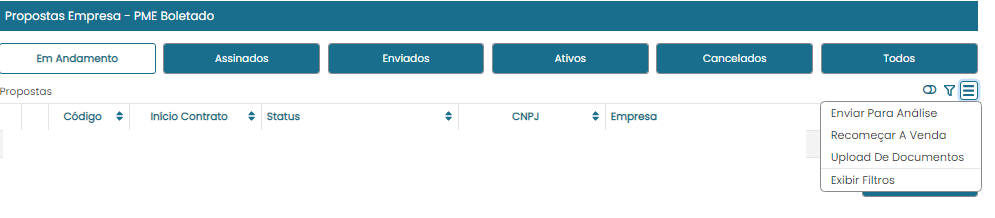 Propostas Empresa - PME Boletado
Em Andamento Assinados Enviados Ativos Cancelados Todos
Propostas
Código Início Contrato Status CNPJ Empresa
Enviar Para Análise
Recomeçar A Venda
Upload De Documentos
Exibir Filtros